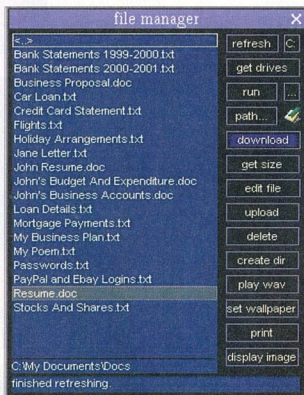 file manager X
<..>
Bank Statements 1999-2000.txt
Bank Statements 2000-2001.txt
Business Proposal.doc
Car Loan.txt
Credit Card Statement.txt
Flights.txt
Holiday Arrangements.txt
Jane Letter.txt
John Resume.doc
John's Budget And Expenditure.doc
John's Business Accounts.doc
Loan Details.txt
Mortgage Payments.txt
My Business Plan.txt
My Poem.txt
Passwords.txt
PayPal and Ebay Logins.txt
Resume.doc
Stocks And Shares.txt
C:\My Documents\Docs
finished refreshing.
refresh C:
get drives
run ...
path...
download
get size
edit file
upload
delete
create dir
play wav
set wallpaper
print
display image